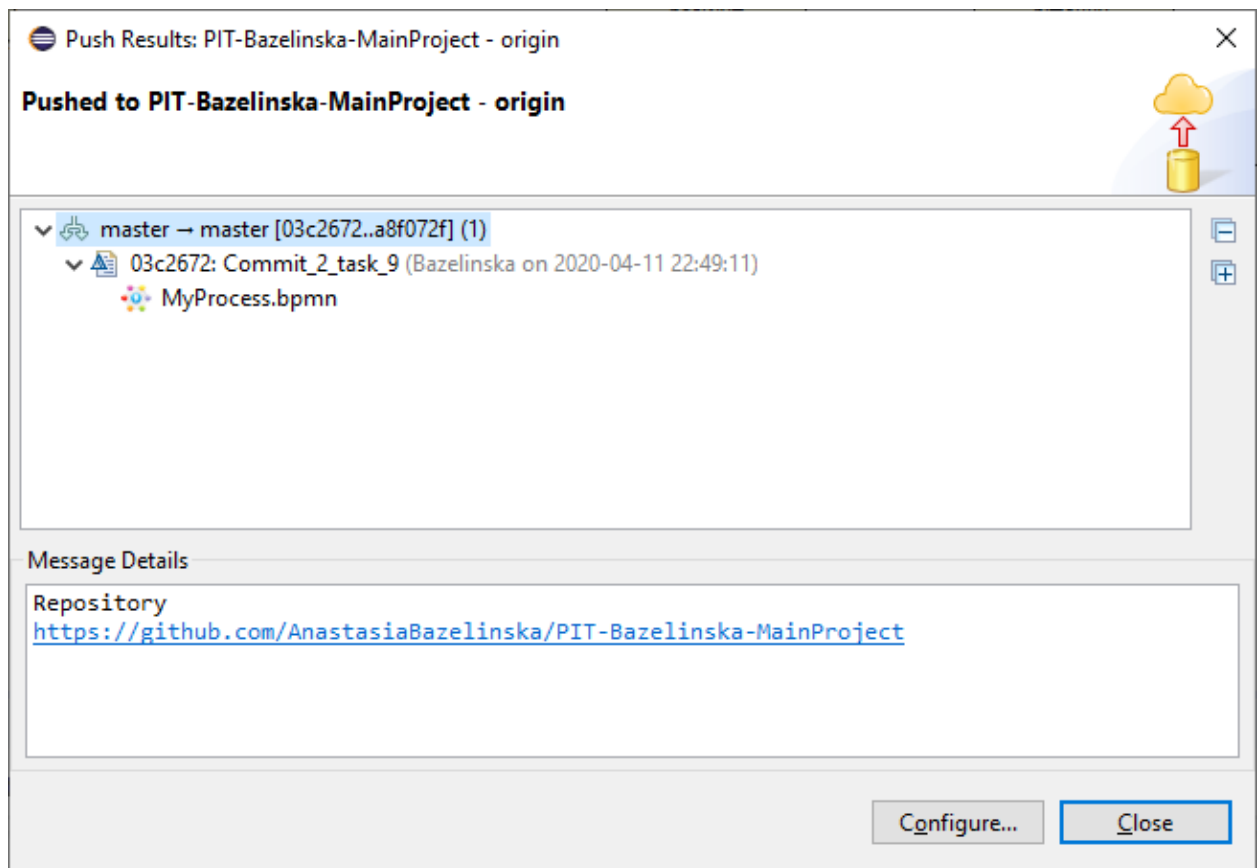 Push Results: PIT-Bazelinska-MainProject - origin
Pushed to PIT-Bazelinska-MainProject - origin
master → master [03c2672..a8f072f] (1)
03c2672: Commit_2_task_9 (Bazelinska on 2020-04-11 22:49:11)
MyProcess.bpmn
Message Details
Repository
https://github.com/AnastasiaBazelinska/PIT-Bazelinska-MainProject
Configure...
Close